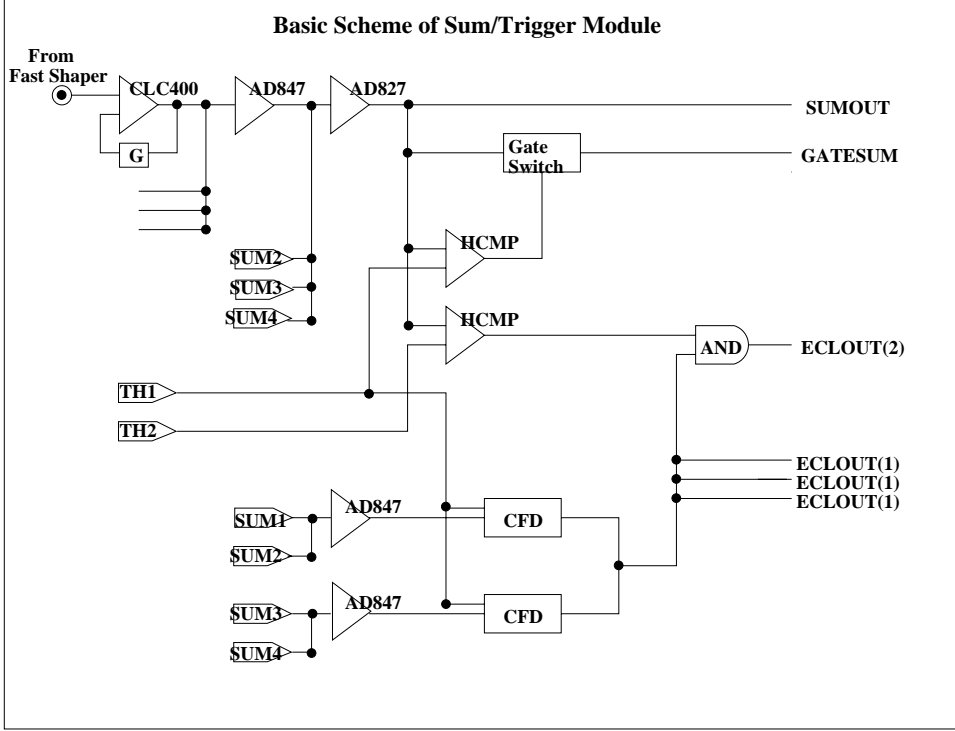 Basic Scheme of Sum/Trigger Module
From
Fast Shaper
CLC400
AD847
AD827
SUMOUT
G
Gate
Switch
GATESUM
HCMP
SUM2
SUM3
SUM4
HCMP
AND
ECLOUT(2)
TH1
TH2
ECLOUT(1)
ECLOUT(1)
ECLOUT(1)
AD847
SUM1
CFD
SUM2
AD847
SUM3
CFD
SUM4